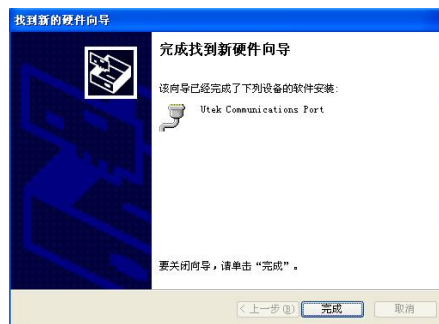 找到新的硬件向导
完成找到新硬件向导
该向导已经完成了下列设备的软件安装:
Utek Communications Port
要关闭向导，请单击“完成”。
< 上一步(B)
完成
取消